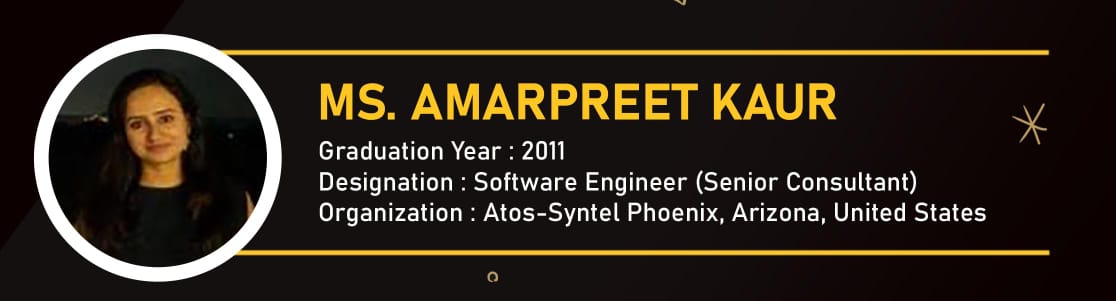 MS. AMARPREET KAUR
Graduation Year : 2011
Designation : Software Engineer (Senior Consultant)
Organization : Atos-Syntel Phoenix, Arizona, United States